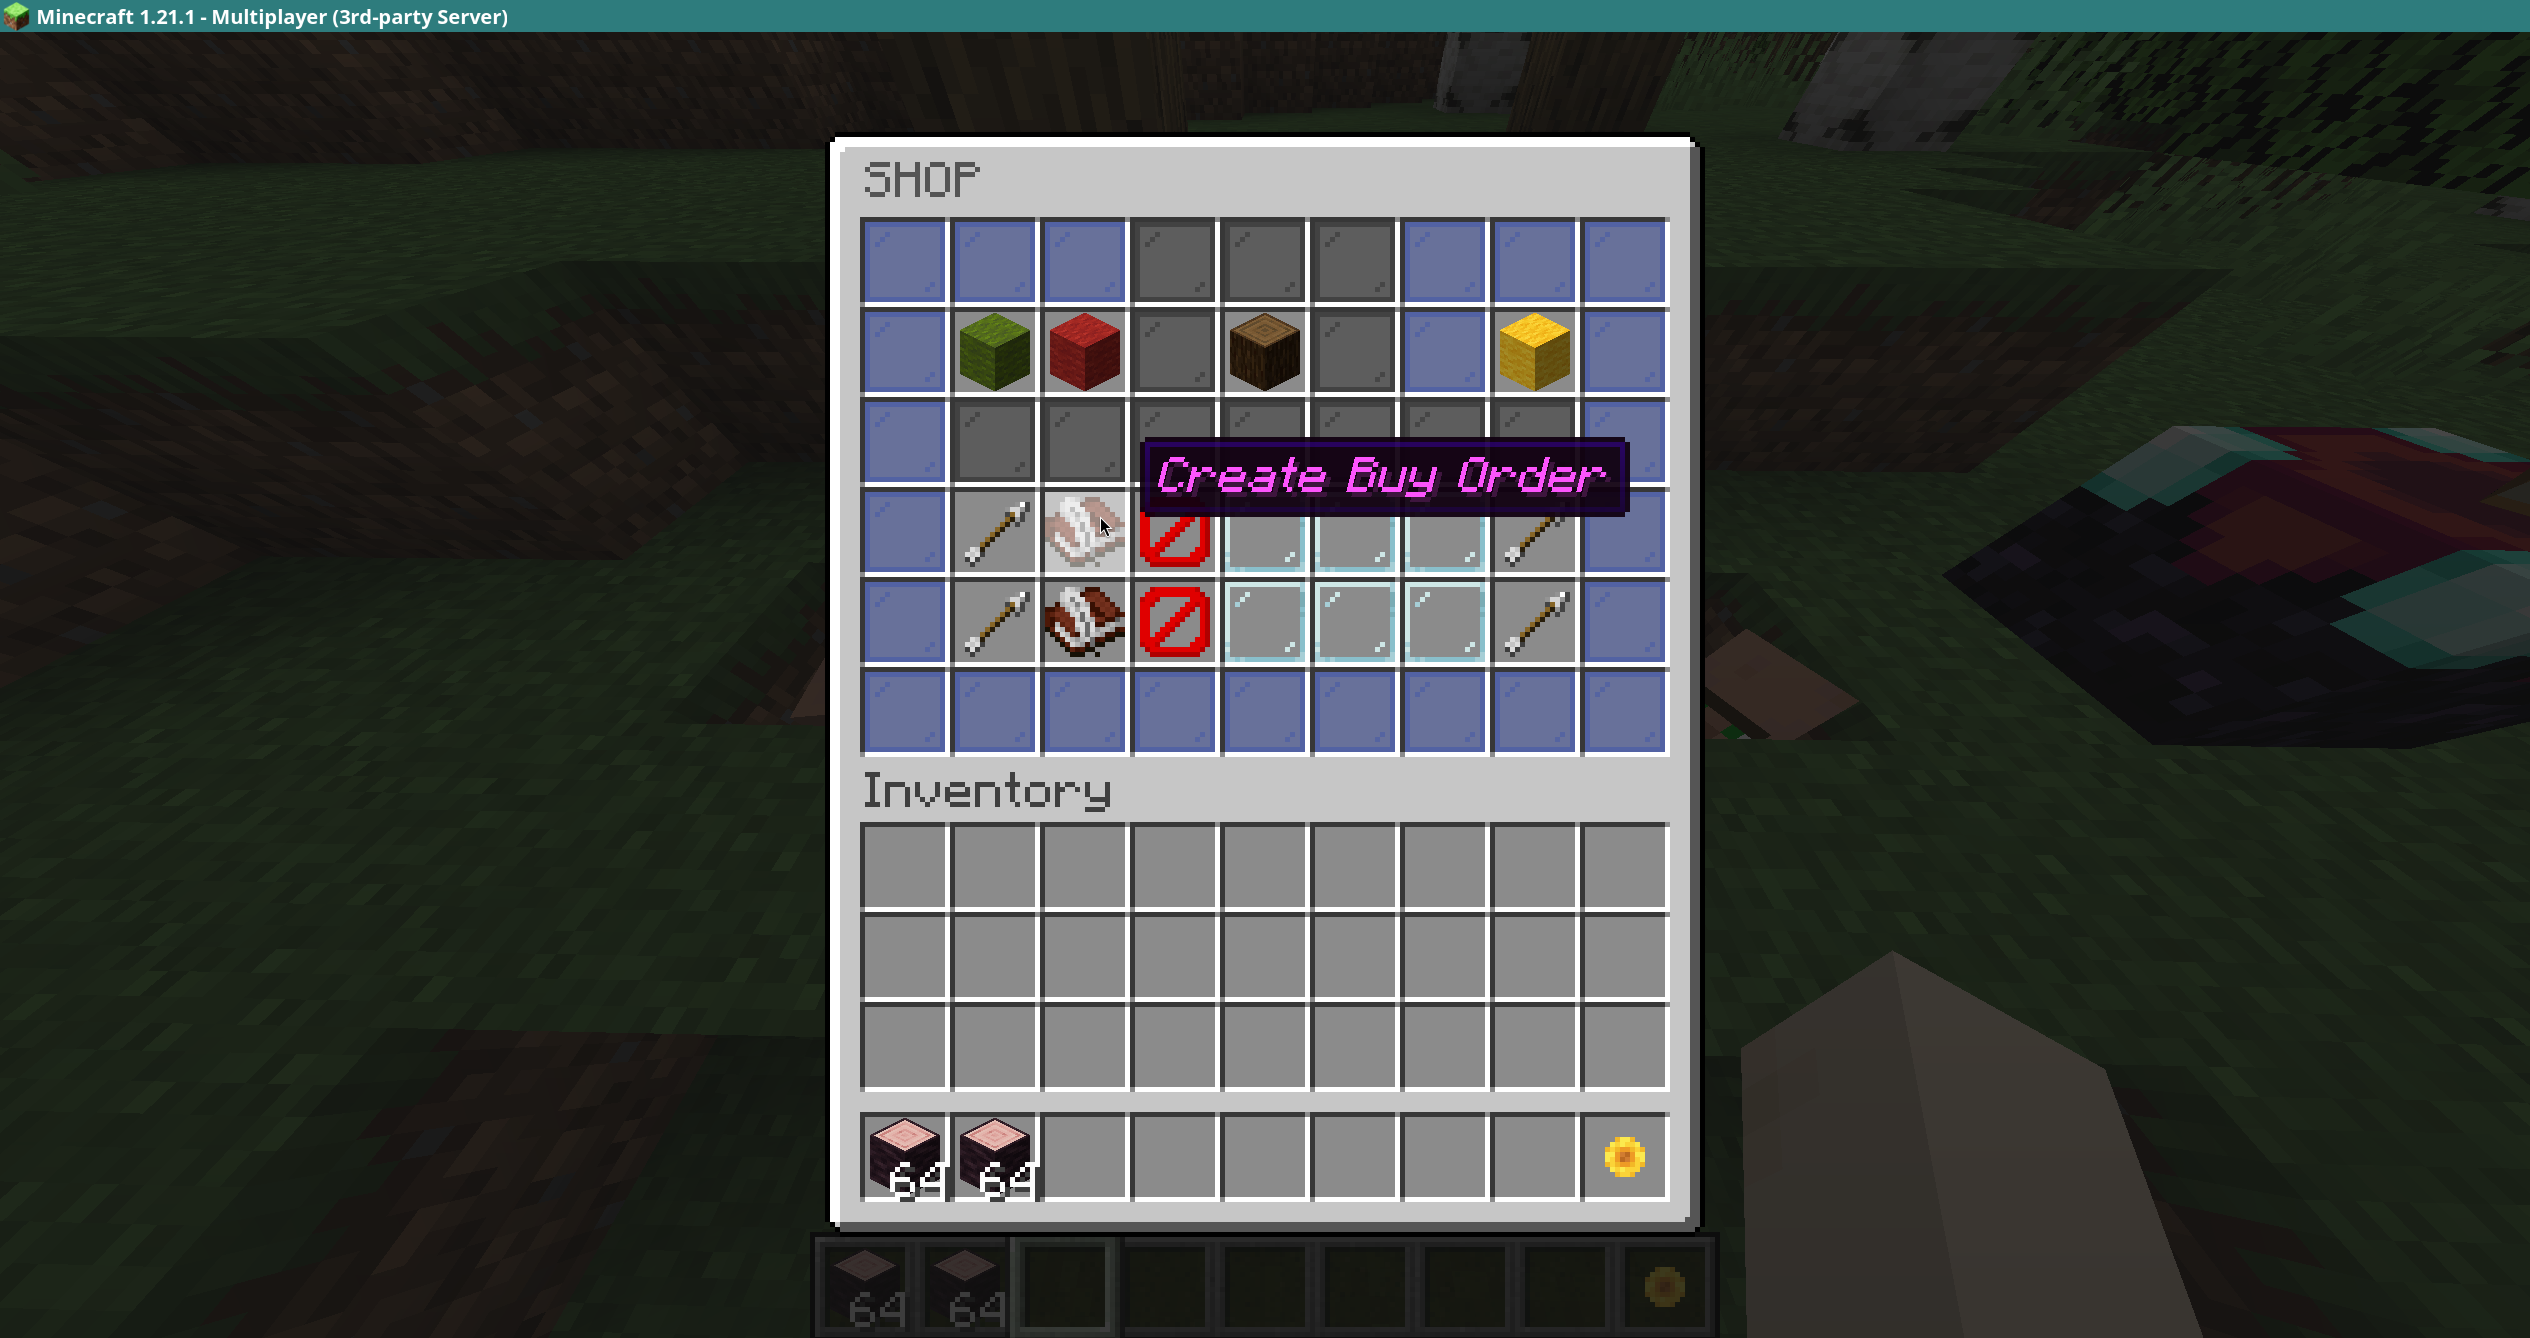 Minecraft 1.21.1 - Multiplayer (3rd-party Server)
SHOP
Create Buy Order
Inventory
64 64
64 64